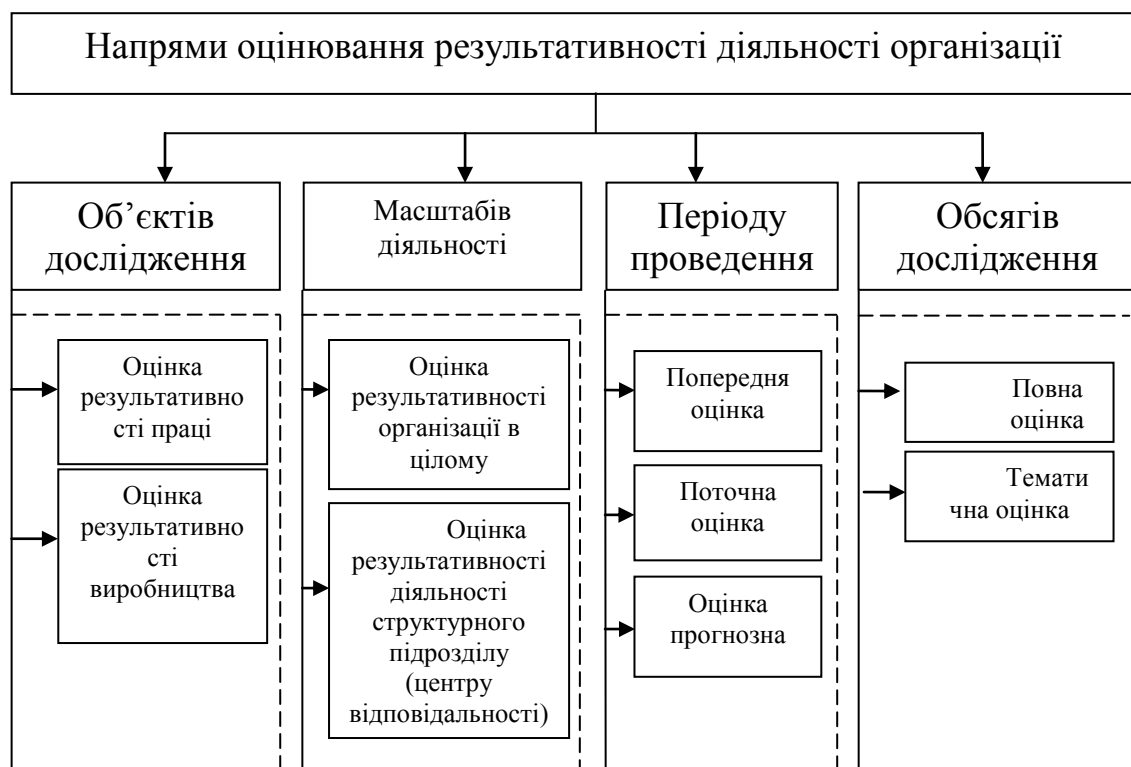 Напрями оцінювання результативності діяльності організації
Об’єктів
дослідження
Оцінка
результативно
сті праці
Оцінка
результативно
сті
виробництва
Масштабів
діяльності
Оцінка
результативності
організації в
цілому
Оцінка
результативності
діяльності
структурного
підрозділу
(центру
відповідальності)
Періоду
проведення
Попередня
оцінка
Поточна
оцінка
Оцінка
прогнозна
Обсягів
дослідження
Повна
оцінка
Темати
чна оцінка